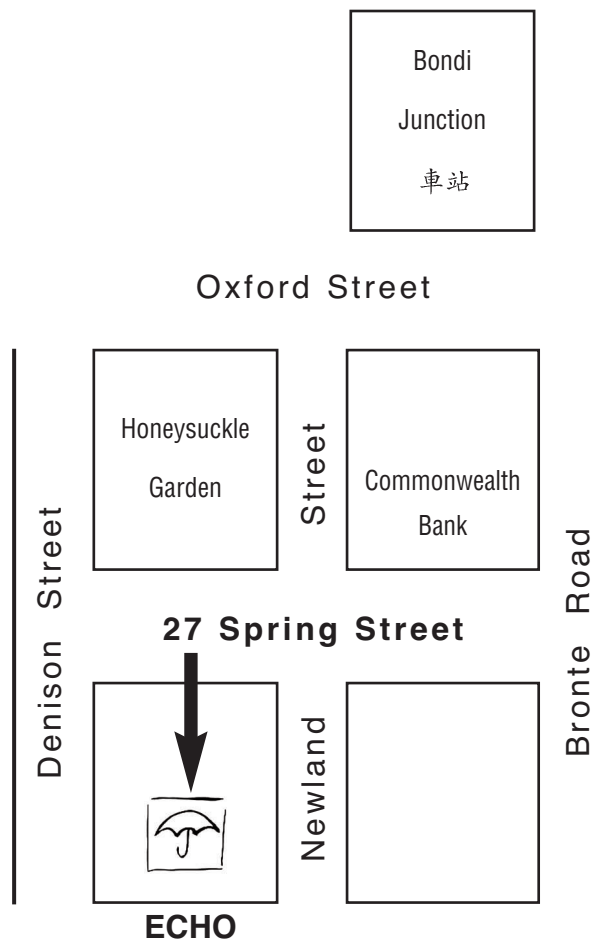 Bondi
Junction
車站
Oxford Street
Honeysuckle
Garden
Commonwealth
Bank
Denison Street
Newland Street
Bronte Road
27 Spring Street
ECHO